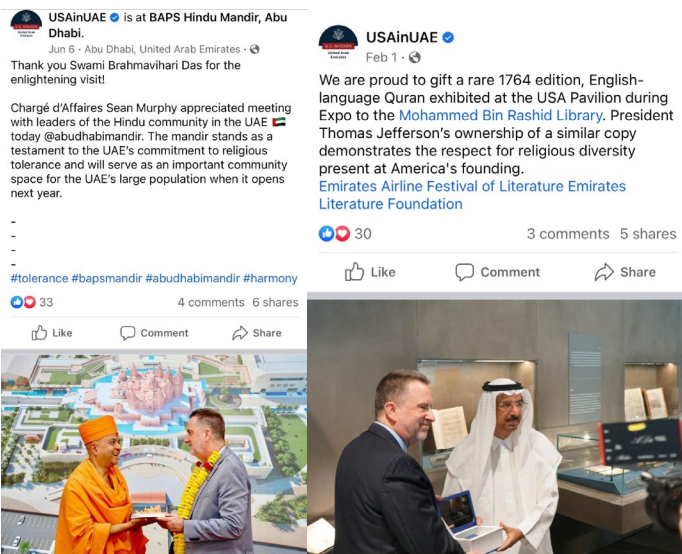 USAinUAE is at BAPS Hindu Mandir, Abu
Dhabi.
Jun 6 · Abu Dhabi, United Arab Emirates ·
Thank you Swami Brahmavihari Das for the
enlightening visit!
Chargé d'Affaires Sean Murphy appreciated meeting
with leaders of the Hindu community in the UAE 🇦🇪
today @abudhabimandir. The mandir stands as a
testament to the UAE's commitment to religious
tolerance and will serve as an important community
space for the UAE's large population when it opens
next year.
-
-
-
-
#tolerance #bapsmandir #abudhabimandir #harmony
33
4 comments 6 shares
Like Comment Share
U.S. MISSION
USAinUAE
Feb 1 ·
We are proud to gift a rare 1764 edition, English-
language Quran exhibited at the USA Pavilion during
Expo to the Mohammed Bin Rashid Library. President
Thomas Jefferson's ownership of a similar copy
demonstrates the respect for religious diversity
present at America's founding.
Emirates Airline Festival of Literature Emirates
Literature Foundation
30
3 comments 5 shares
Like Comment Share